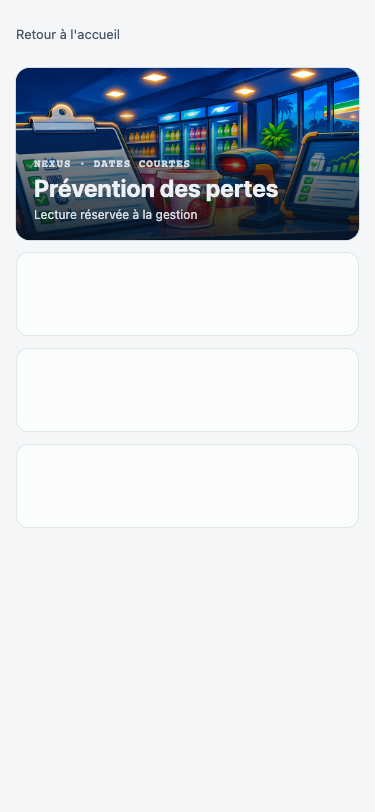 Retour à l'accueil
NEXUS · DATES COURTES
Prévention des pertes
Lecture réservée à la gestion